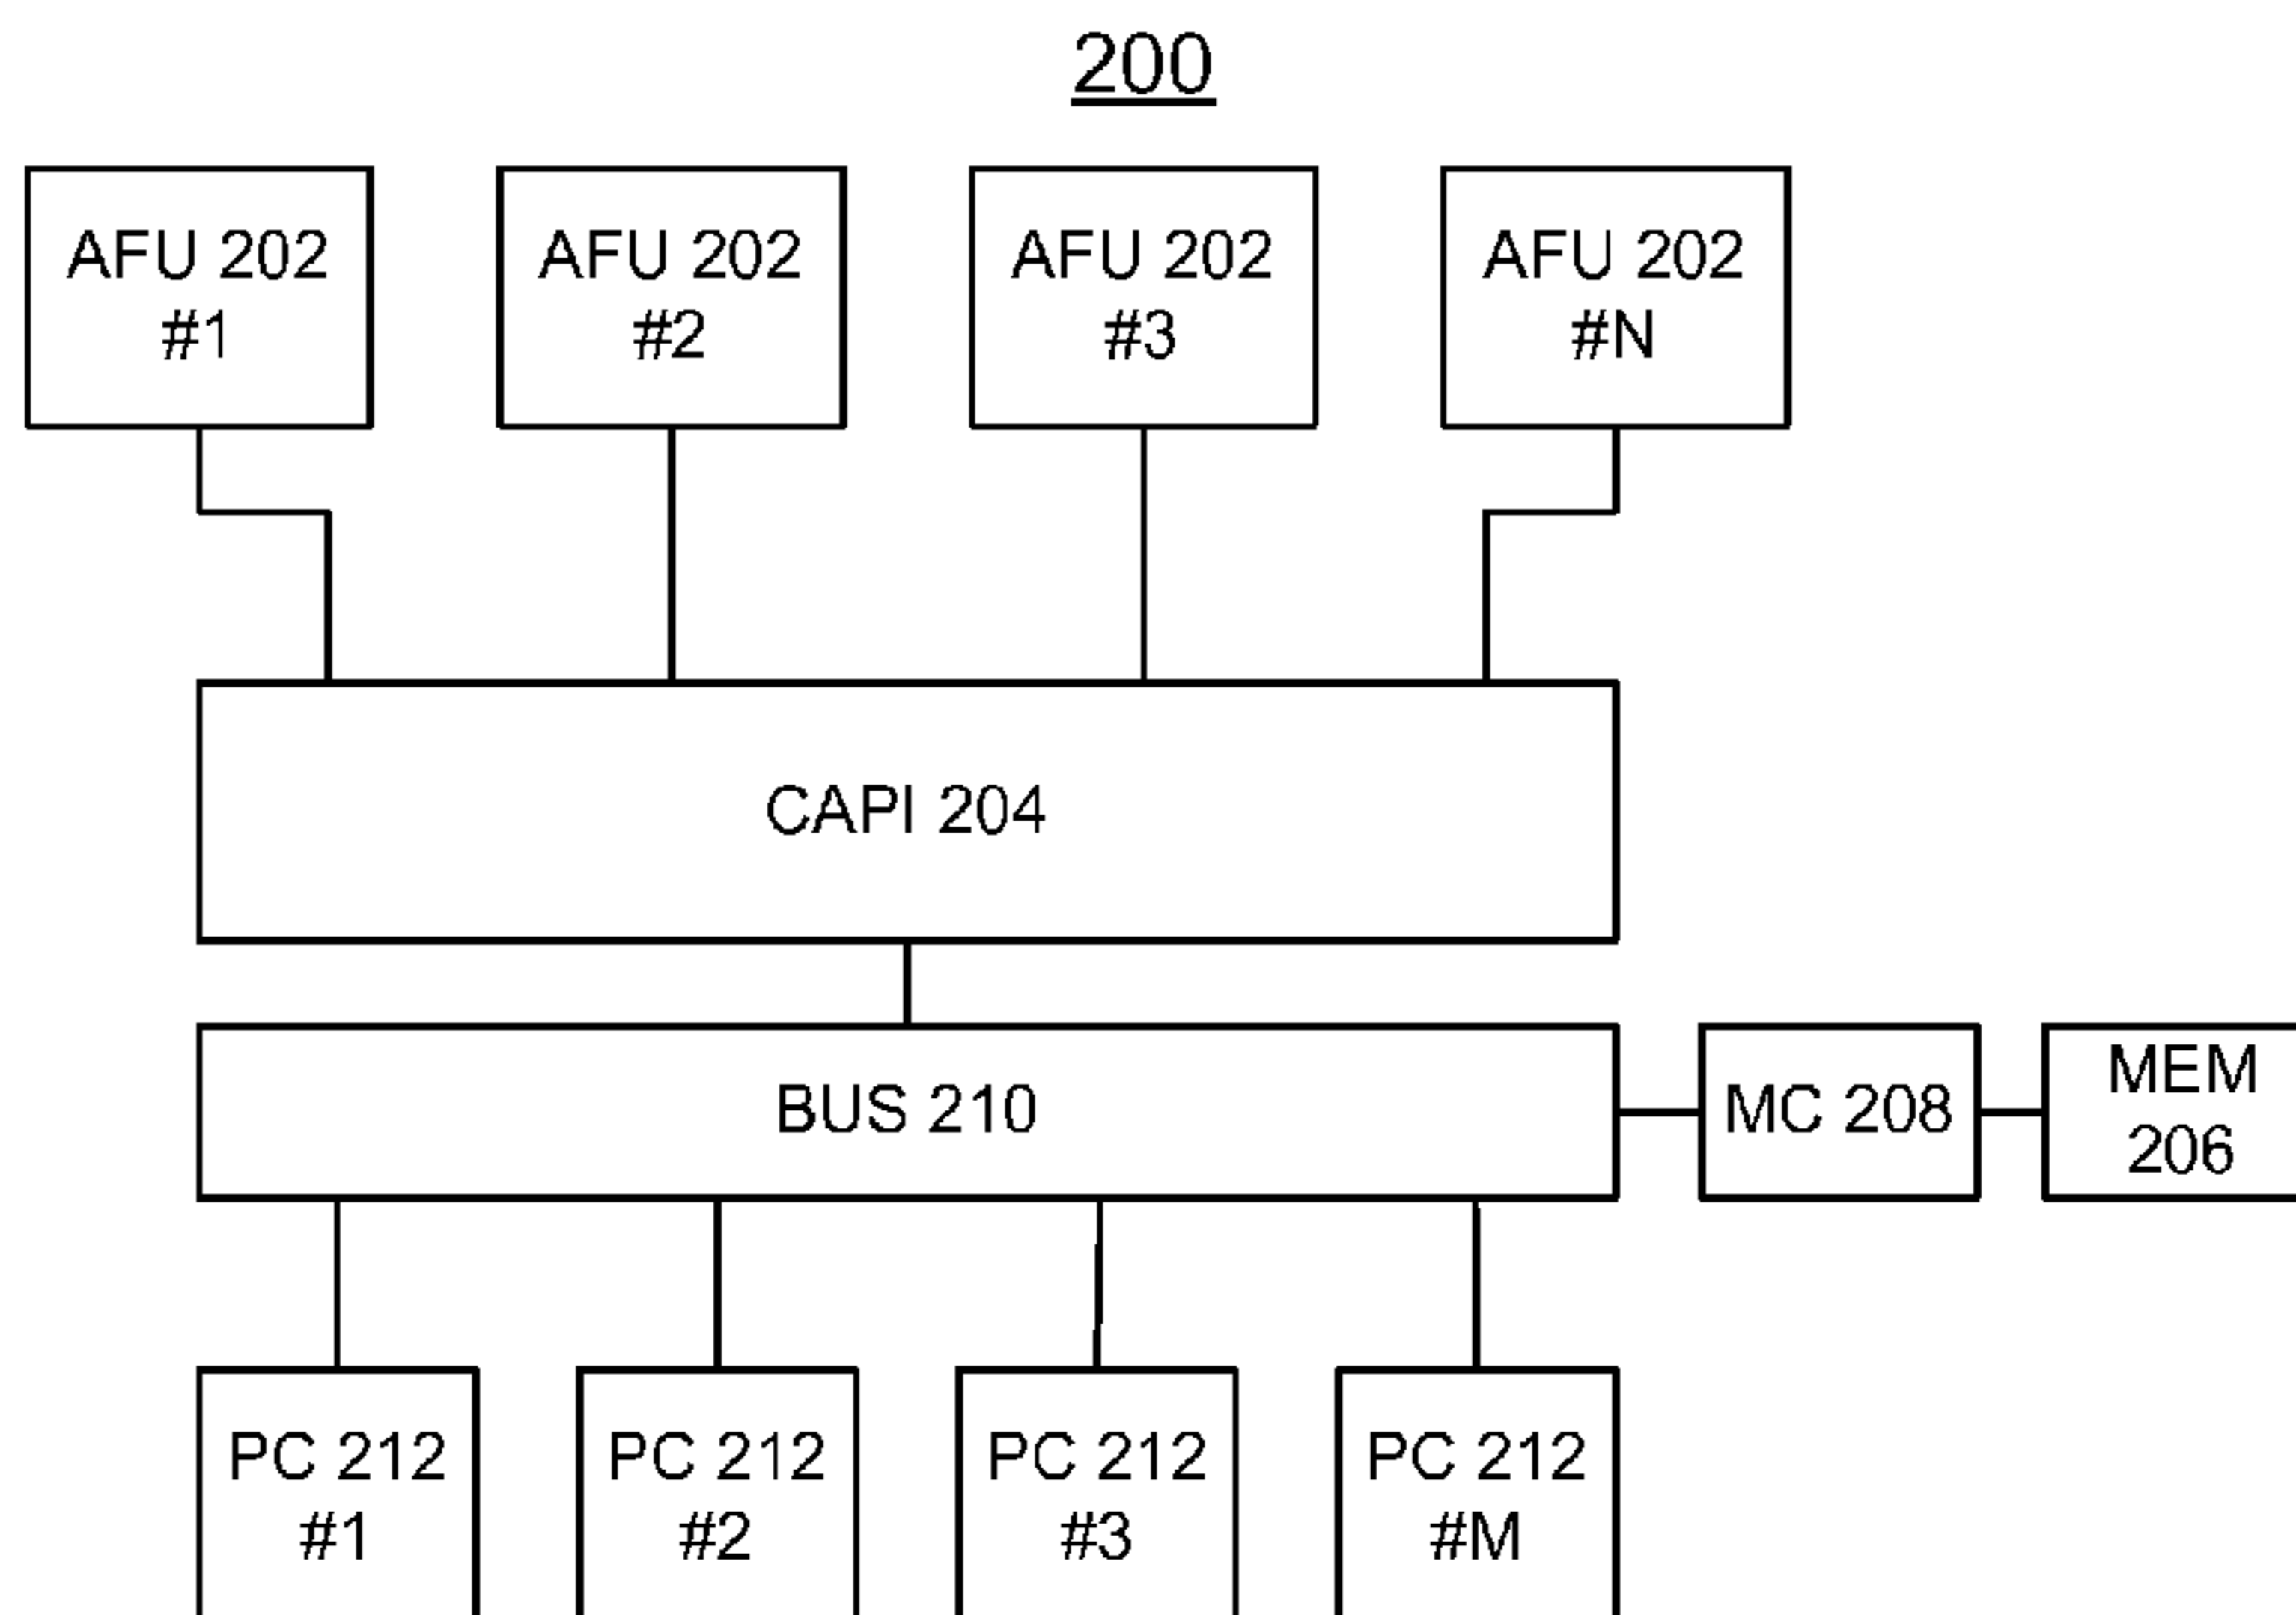 200
AFU 202 AFU 202 AFU 202 AFU 202
#1 #2 #3 #N
CAPI 204
BUS 210 MC 208 MEM
206
PC 212 PC 212 PC 212 PC 212
#1 #2 #3 #M